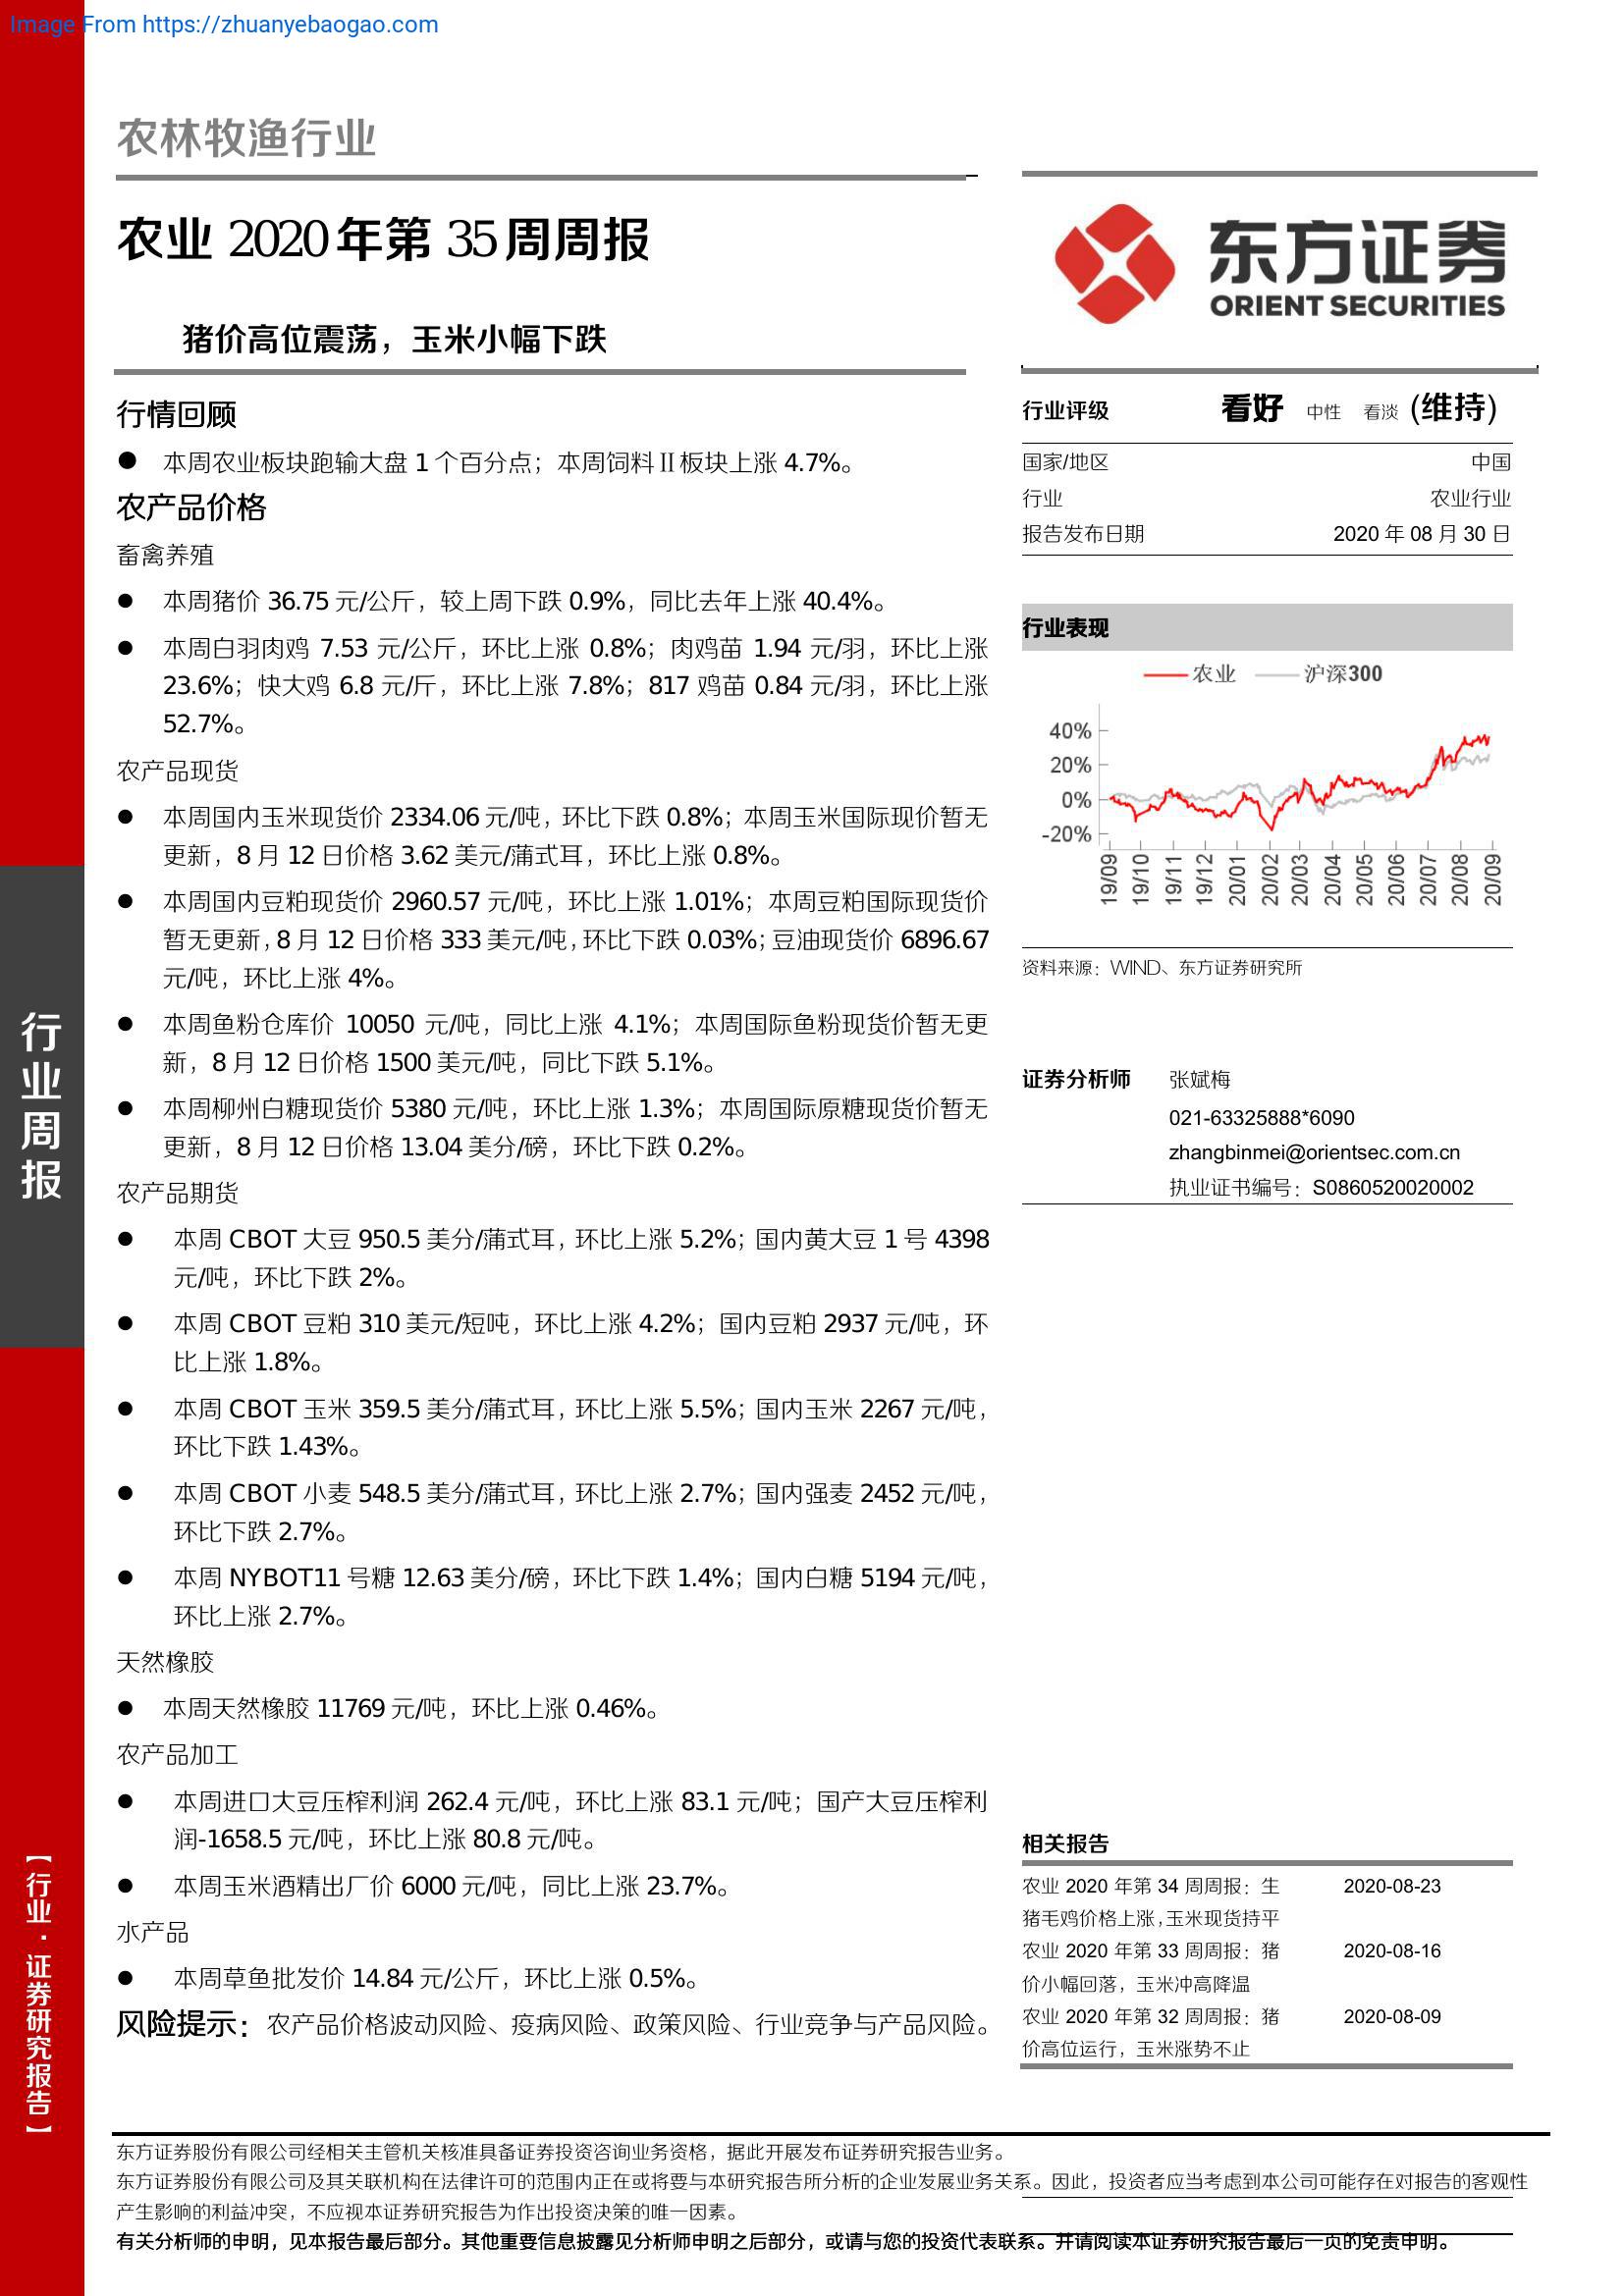 Image From https://zhuanyebaogao.com
农林牧渔行业
农业 2020年第 35周周报
猪价高位震荡，玉米小幅下跌
行情回顾
● 本周农业板块跑输大盘 1 个百分点；本周饲料 II 板块上涨 4.7%。
农产品价格
畜禽养殖
● 本周猪价 36.75 元/公斤，较上周下跌 0.9%，同比去年上涨 40.4%。
● 本周白羽肉鸡 7.53 元/公斤，环比上涨 0.8%；肉鸡苗 1.94 元/羽，环比上涨
23.6%；快大鸡 6.8 元/斤，环比上涨 7.8%；817 鸡苗 0.84 元/羽，环比上涨
52.7%。
农产品现货
● 本周国内玉米现货价 2334.06 元/吨，环比下跌 0.8%；本周玉米国际现价暂无
更新，8 月 12 日价格 3.62 美元/蒲式耳，环比上涨 0.8%。
● 本周国内豆粕现货价 2960.57 元/吨，环比上涨 1.01%；本周豆粕国际现货价
暂无更新，8 月 12 日价格 333 美元/吨，环比下跌 0.03%；豆油现货价 6896.67
元/吨，环比上涨 4%。
● 本周鱼粉仓库价 10050 元/吨，同比上涨 4.1%；本周国际鱼粉现货价暂无更
新，8 月 12 日价格 1500 美元/吨，同比下跌 5.1%。
● 本周柳州白糖现货价 5380 元/吨，环比上涨 1.3%；本周国际原糖现货价暂无
更新，8 月 12 日价格 13.04 美分/磅，环比下跌 0.2%。
农产品期货
● 本周 CBOT 大豆 950.5 美分/蒲式耳，环比上涨 5.2%；国内黄大豆 1 号 4398
元/吨，环比下跌 2%。
● 本周 CBOT 豆粕 310 美元/短吨，环比上涨 4.2%；国内豆粕 2937 元/吨，环
比上涨 1.8%。
● 本周 CBOT 玉米 359.5 美分/蒲式耳，环比上涨 5.5%；国内玉米 2267 元/吨，
环比下跌 1.43%。
● 本周 CBOT 小麦 548.5 美分/蒲式耳，环比上涨 2.7%；国内强麦 2452 元/吨，
环比下跌 2.7%。
● 本周 NYBOT11 号糖 12.63 美分/磅，环比下跌 1.4%；国内白糖 5194 元/吨，
环比上涨 2.7%。
天然橡胶
● 本周天然橡胶 11769 元/吨，环比上涨 0.46%。
农产品加工
● 本周进口大豆压榨利润 262.4 元/吨，环比上涨 83.1 元/吨；国产大豆压榨利
润-1658.5 元/吨，环比上涨 80.8 元/吨。
● 本周玉米酒精出厂价 6000 元/吨，同比上涨 23.7%。
水产品
● 本周草鱼批发价 14.84 元/公斤，环比上涨 0.5%。
风险提示：农产品价格波动风险、疫病风险、政策风险、行业竞争与产品风险。
东方证券
ORIENT SECURITIES
行业评级 看好 中性 看淡 (维持)
国家/地区 中国
行业 农业行业
报告发布日期 2020 年 08 月 30 日
行业表现
农业 沪深300
40%
20%
0%
-20%
19/09 19/10 19/11 19/12 20/01 20/02 20/03 20/04 20/05 20/06 20/07 20/08 20/09
资料来源：WIND、东方证券研究所
证券分析师 张斌梅
021-63325888*6090
zhangbinmei@orientsec.com.cn
执业证书编号：S0860520020002
相关报告
农业 2020 年第 34 周周报：生 2020-08-23
猪毛鸡价格上涨，玉米现货持平
农业 2020 年第 33 周周报：猪 2020-08-16
价小幅回落，玉米冲高降温
农业 2020 年第 32 周周报：猪 2020-08-09
价高位运行，玉米涨势不止
行业周报
【行业·证券研究报告】
东方证券股份有限公司经相关主管机关核准具备证券投资咨询业务资格，据此开展发布证券研究报告业务。
东方证券股份有限公司及其关联机构在法律许可的范围内正在或将要与本研究报告所分析的企业发展业务关系。因此，投资者应当考虑到本公司可能存在对报告的客观性
产生影响的利益冲突，不应视本证券研究报告为作出投资决策的唯一因素。
有关分析师的申明，见本报告最后部分。其他重要信息披露见分析师申明之后部分，或请与您的投资代表联系。并请阅读本证券研究报告最后一页的免责申明。